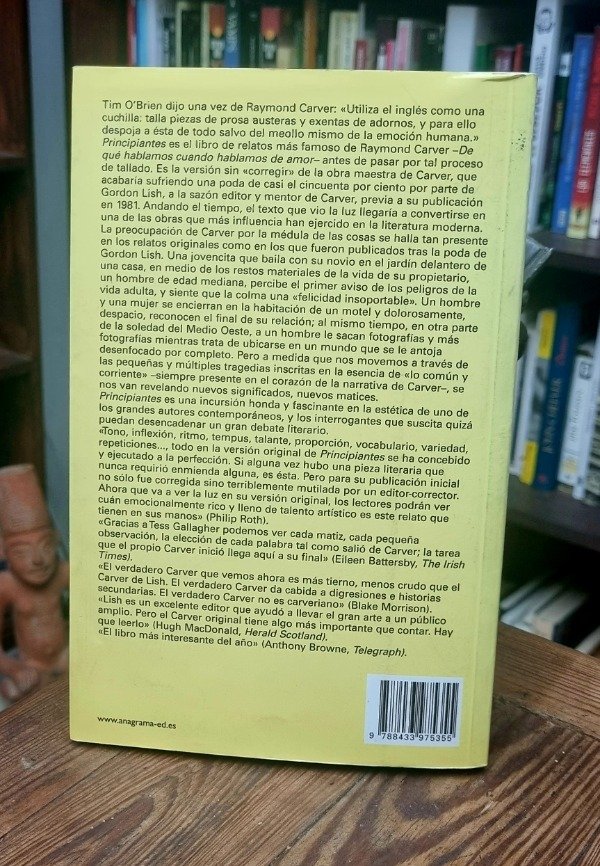 Tim O'Brien dijo una vez de Raymond Carver: «Utiliza el inglés como una
cuchilla: talla piezas de prosa austeras y exentas de adornos, y para ello
despoja a ésta de todo salvo del meollo mismo de la emoción humana.»
Principiantes es el libro de relatos más famoso de Raymond Carver –De
qué hablamos cuando hablamos de amor– antes de pasar por tal proceso
de tallado. Es la versión sin «corregir» de la obra maestra de Carver, que
acabaría sufriendo una poda de casi el cincuenta por ciento por parte de
Gordon Lish, a la sazón editor y mentor de Carver, previa a su publicación
en 1981. Andando el tiempo, el texto que vio la luz llegaría a convertirse en
una de las obras que más influencia han ejercido en la literatura moderna.
La preocupación de Carver por la médula de las cosas se halla tan presente
en los relatos originales como en los que fueron publicados tras la poda de
Gordon Lish. Una jovencita que baila con su novio en el jardín delantero de
una casa, en medio de los restos materiales de la vida de su propietario,
un hombre de edad mediana, percibe el primer aviso de los peligros de la
vida adulta, y siente que la colma una «felicidad insoportable». Un hombre
y una mujer se encierran en la habitación de un motel y dolorosamente,
despacio, reconocen el final de su relación; al mismo tiempo, en otra parte
de la soledad del Medio Oeste, a un hombre le sacan fotografías y más
fotografías mientras trata de ubicarse en un mundo que se le antoja
desenfocado por completo. Pero a medida que nos movemos a través de
las pequeñas y múltiples tragedias inscritas en la esencia de «lo común y
corriente» –siempre presente en el corazón de la narrativa de Carver–, se
nos van revelando nuevos significados, nuevos matices.
Principiantes es una incursión honda y fascinante en la estética de uno de
los grandes autores contemporáneos, y los interrogantes que suscita quizá
puedan desencadenar un gran debate literario.
«Tono, inflexión, ritmo, tempus, talante, proporción, vocabulario, variedad,
repeticiones..., todo en la versión original de Principiantes se ha concebido
y ejecutado a la perfección. Si alguna vez hubo una pieza literaria que
nunca requirió enmienda alguna, es ésta. Pero para su publicación inicial
no sólo fue corregida sino terriblemente mutilada por un editor-corrector.
Ahora que va a ver la luz en su versión original, los lectores podrán ver
cuán emocionalmente rico y lleno de talento artístico es este relato que
tienen en sus manos» (Philip Roth).
«Gracias a Tess Gallagher podemos ver cada matiz, cada pequeña
observación, la elección de cada palabra tal como salió de Carver; la tarea
que el propio Carver inició llega aquí a su final» (Eileen Battersby, The Irish
Times).
«El verdadero Carver que vemos ahora es más tierno, menos crudo que el
Carver de Lish. El verdadero Carver da cabida a digresiones e historias
secundarias. El verdadero Carver no es carveriano» (Blake Morrison).
«Lish es un excelente editor que ayudó a llevar el gran arte a un público
amplio. Pero el Carver original tiene algo más importante que contar. Hay
que leerlo» (Hugh MacDonald, Herald Scotland).
«El libro más interesante del año» (Anthony Browne, Telegraph).
www.anagrama-ed.es
9 788433 975355